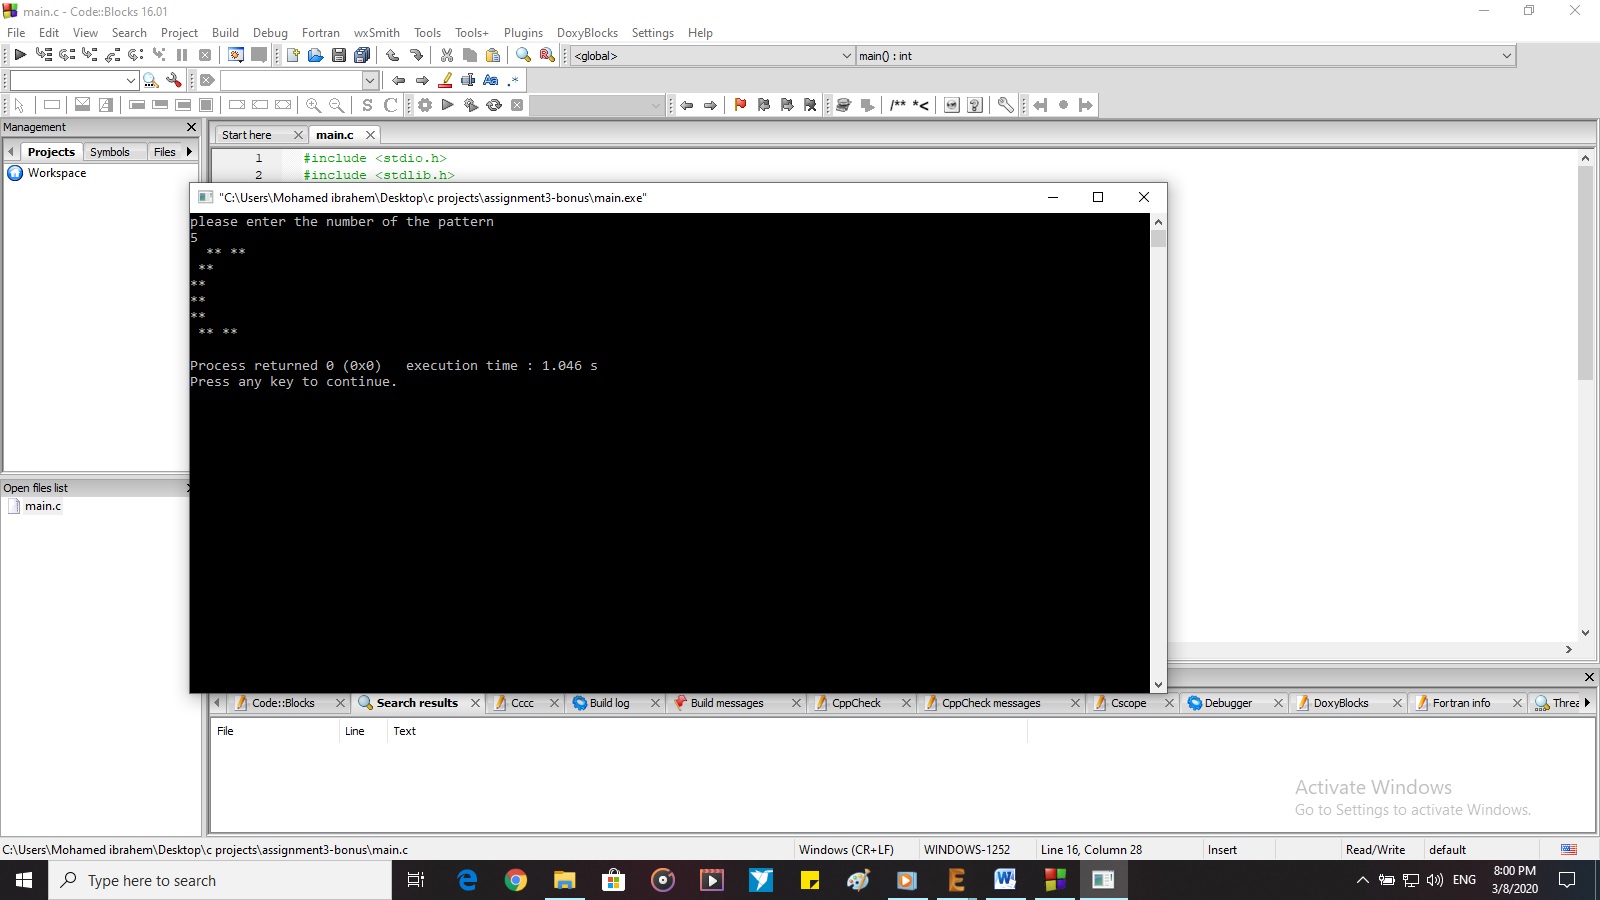 main.c - Code::Blocks 16.01
File Edit View Search Project Build Debug Fortran wxSmith Tools Tools+ Plugins DoxyBlocks Settings Help
<global> main() : int
S C /** *<
Management
Start here main.c
Projects Symbols Files
1 #include <stdio.h>
Workspace
2 #include <stdlib.h>
"C:\Users\Mohamed ibrahem\Desktop\c projects\assignment3-bonus\main.exe"
please enter the number of the pattern
5
  ** **
 **
**
**
**
 ** **
Process returned 0 (0x0)   execution time : 1.046 s
Press any key to continue.
Open files list
main.c
Code::Blocks Search results Cccc Build log Build messages CppCheck CppCheck messages Cscope Debugger DoxyBlocks Fortran info Threa
File Line Text
Activate Windows
Go to Settings to activate Windows.
C:\Users\Mohamed ibrahem\Desktop\c projects\assignment3-bonus\main.c Windows (CR+LF) WINDOWS-1252 Line 16, Column 28 Insert Read/Write default
Type here to search
ENG 8:00 PM
3/8/2020